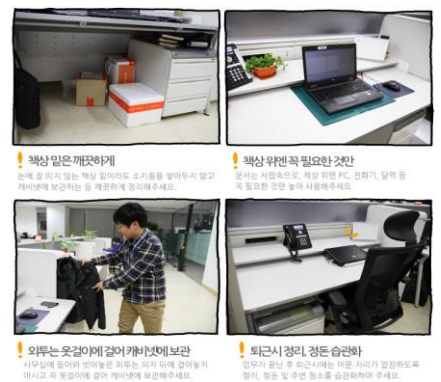 책상 밑은 깨끗하게
눈에 잘 띄지 않는 책상 밑이라도 소지품을 쌓아두지 말고
캐비넷에 보관하는 등 깨끗하게 정리해주세요.
책상 위엔 꼭 필요한 것만
문서는 서랍속으로, 책상 위엔 PC, 전화기, 달력 등
꼭 필요한 것만 놓아 사용해주세요.
외투는 옷걸이에 걸어 캐비넷에 보관
사무실에 들어와 벗어놓은 외투는 의자 뒤에 걸어놓지
마시고 꼭 옷걸이에 걸어 캐비넷에 보관해주세요.
퇴근시 정리, 정돈 습관화
업무가 끝난 후 퇴근시에는 머문 자리가 깔끔하도록
정리, 정돈 및 주변 청소를 습관화하여 주세요.